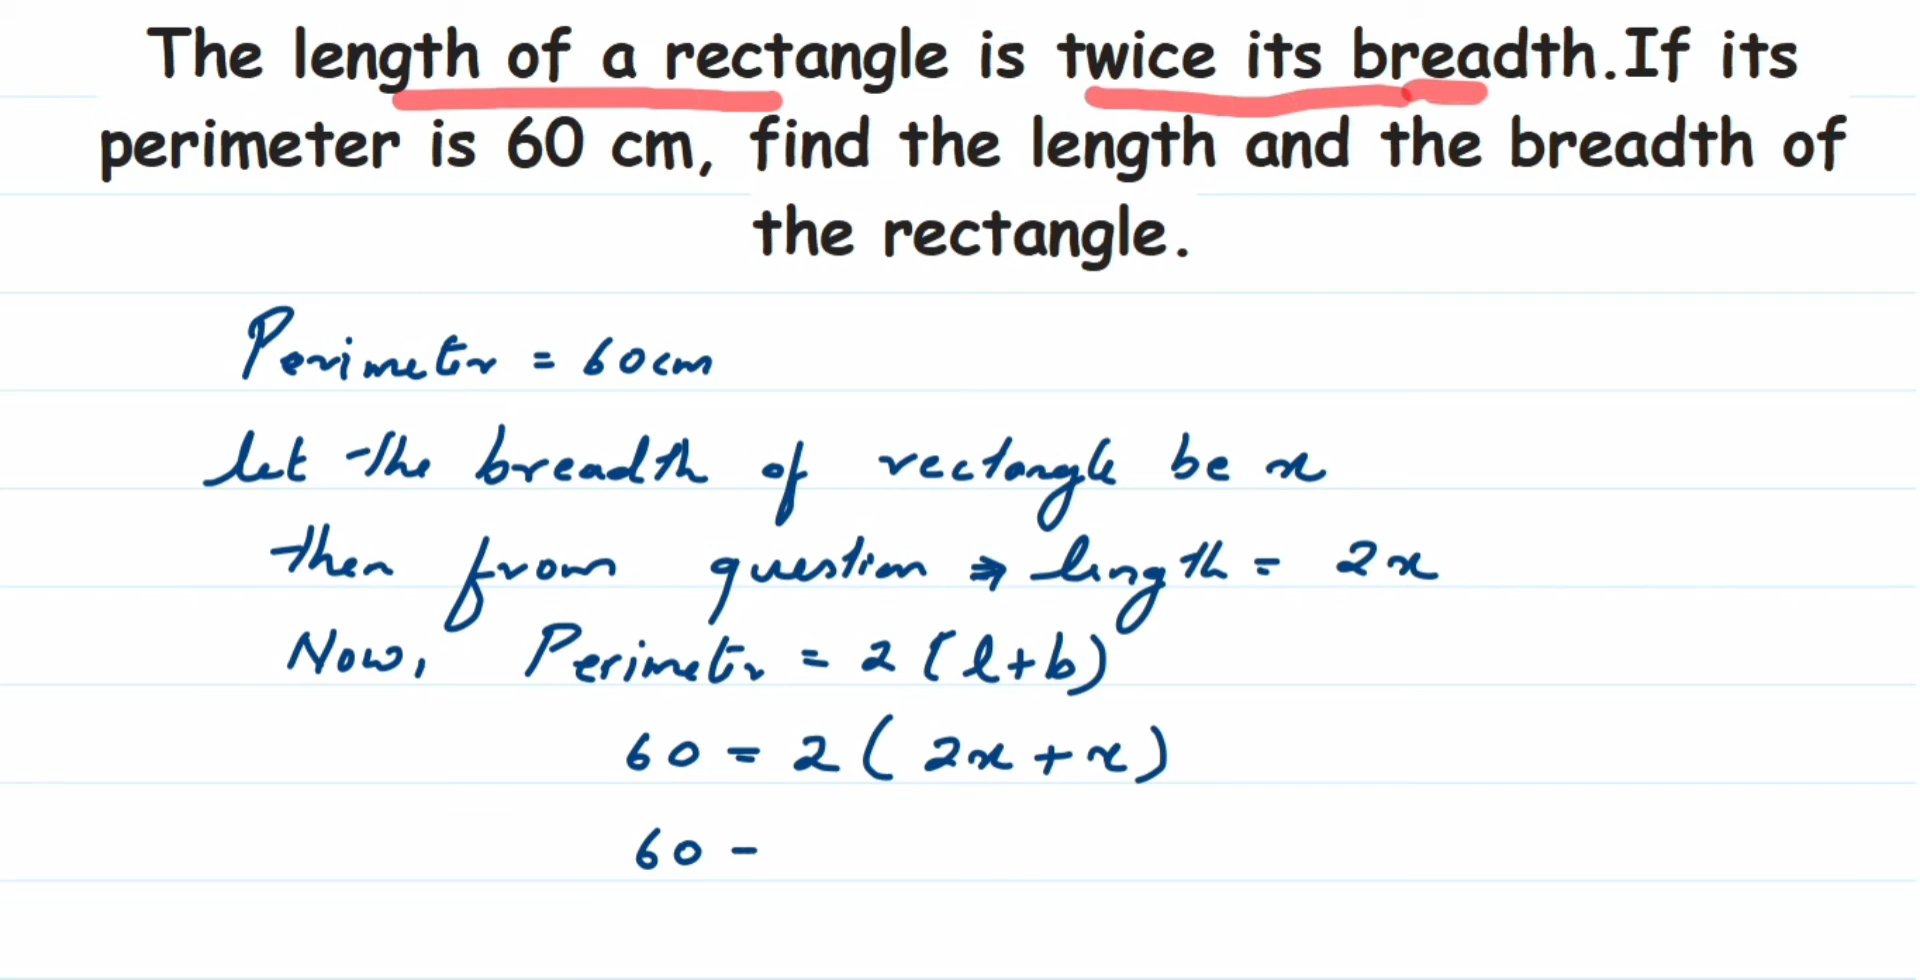 The length of a rectangle is twice its breadth.If its
perimeter is 60 cm, find the length and the breadth of
the rectangle.
Perimeter = 60cm
let the breadth of rectangle be x
then from question ⇒ length = 2x
Now, Perimeter = 2 (l+b)
60 = 2 ( 2x + x )
60 -